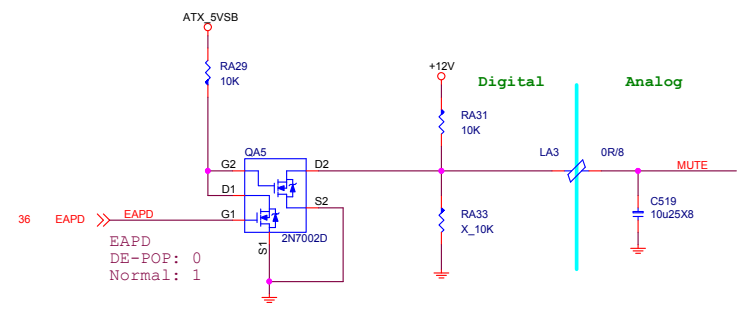 ATX_5VSB
RA29
10K
+12V
Digital
Analog
RA31
10K
QA5
LA3
0R/8
G2
D2
MUTE
D1
S2
C519
10u25X8
36
EAPD
EAPD
G1
RA33
X_10K
2N7002D
S1
EAPD
DE-POP: 0
Normal: 1